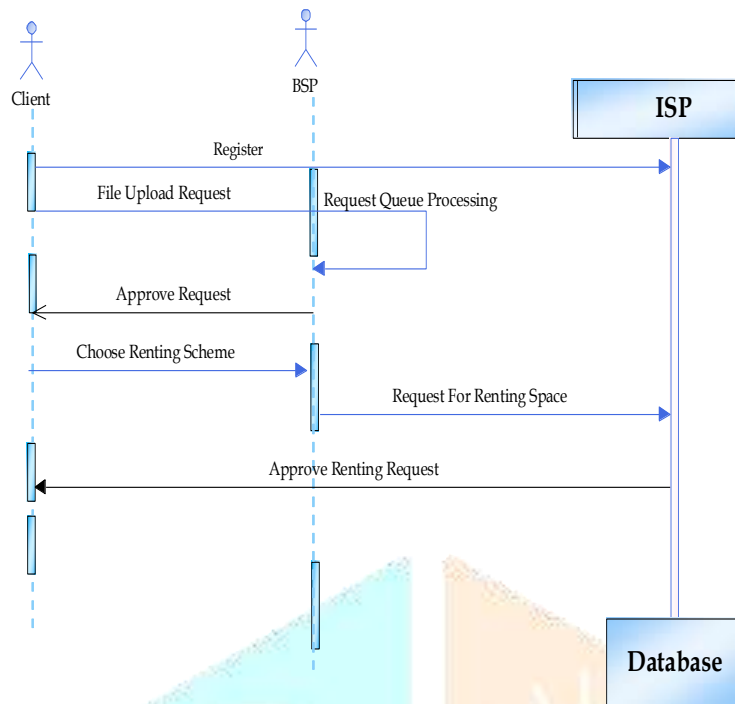 Client
BSP
ISP
Register
File Upload Request
Request Queue Processing
Approve Request
Choose Renting Scheme
Request For Renting Space
Approve Renting Request
Database